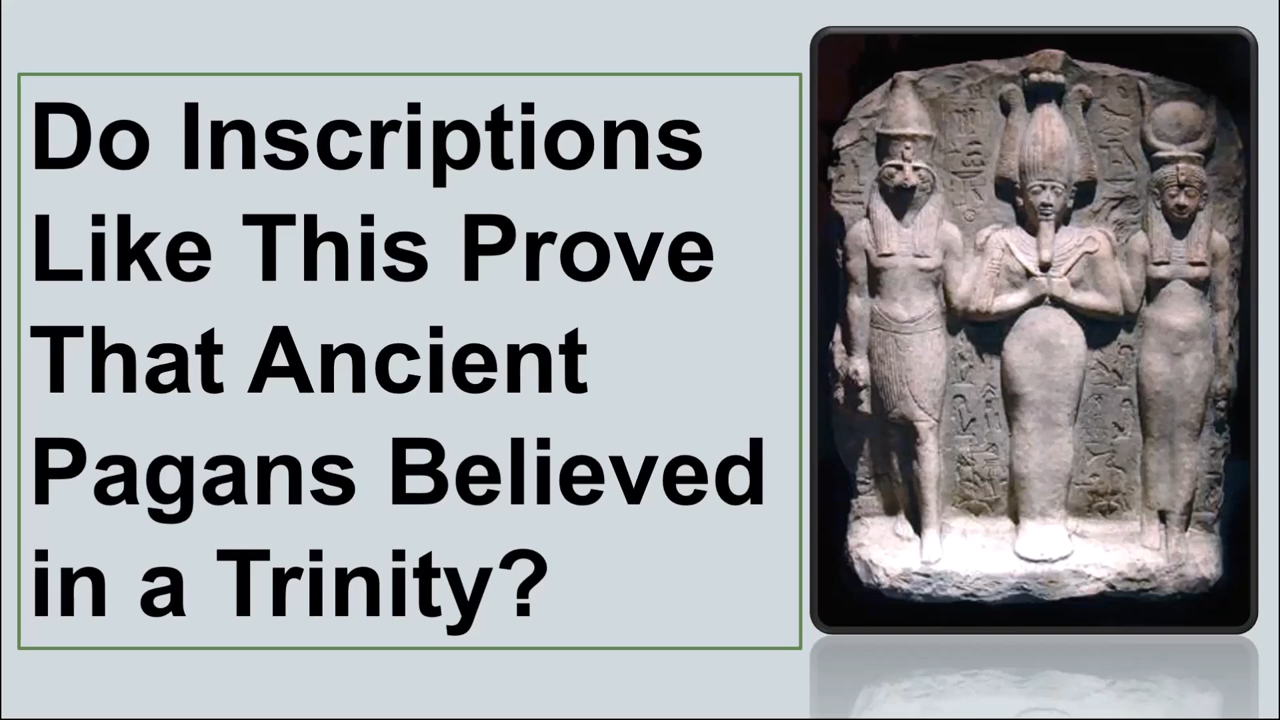 Do Inscriptions
Like This Prove
That Ancient
Pagans Believed
in a Trinity?